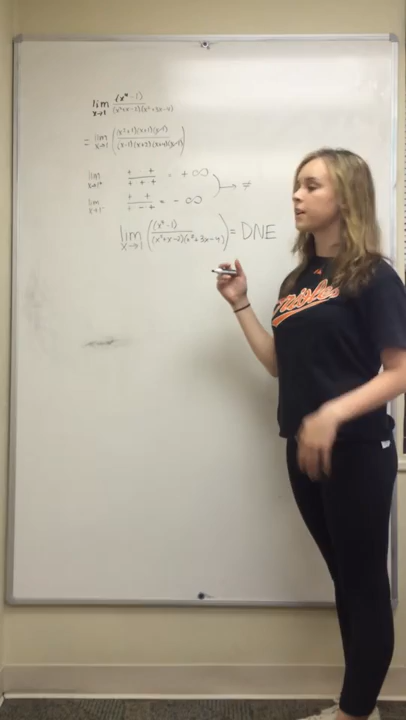 lim x→1 (x⁴ - 1) / (x²+x-2)(x²+3x-4)
= lim x→1 ( (x²+1)(x+1)(x-1) / (x-1)(x+2)(x+4)(x-1) )
lim x→1⁺ + · + / + + + = + ∞
→ ≠
lim x→1⁻ + + / + - + = - ∞
lim x→1 ( (x⁴-1) / (x²+x-2)(x²+3x-4) ) = DNE
Orioles